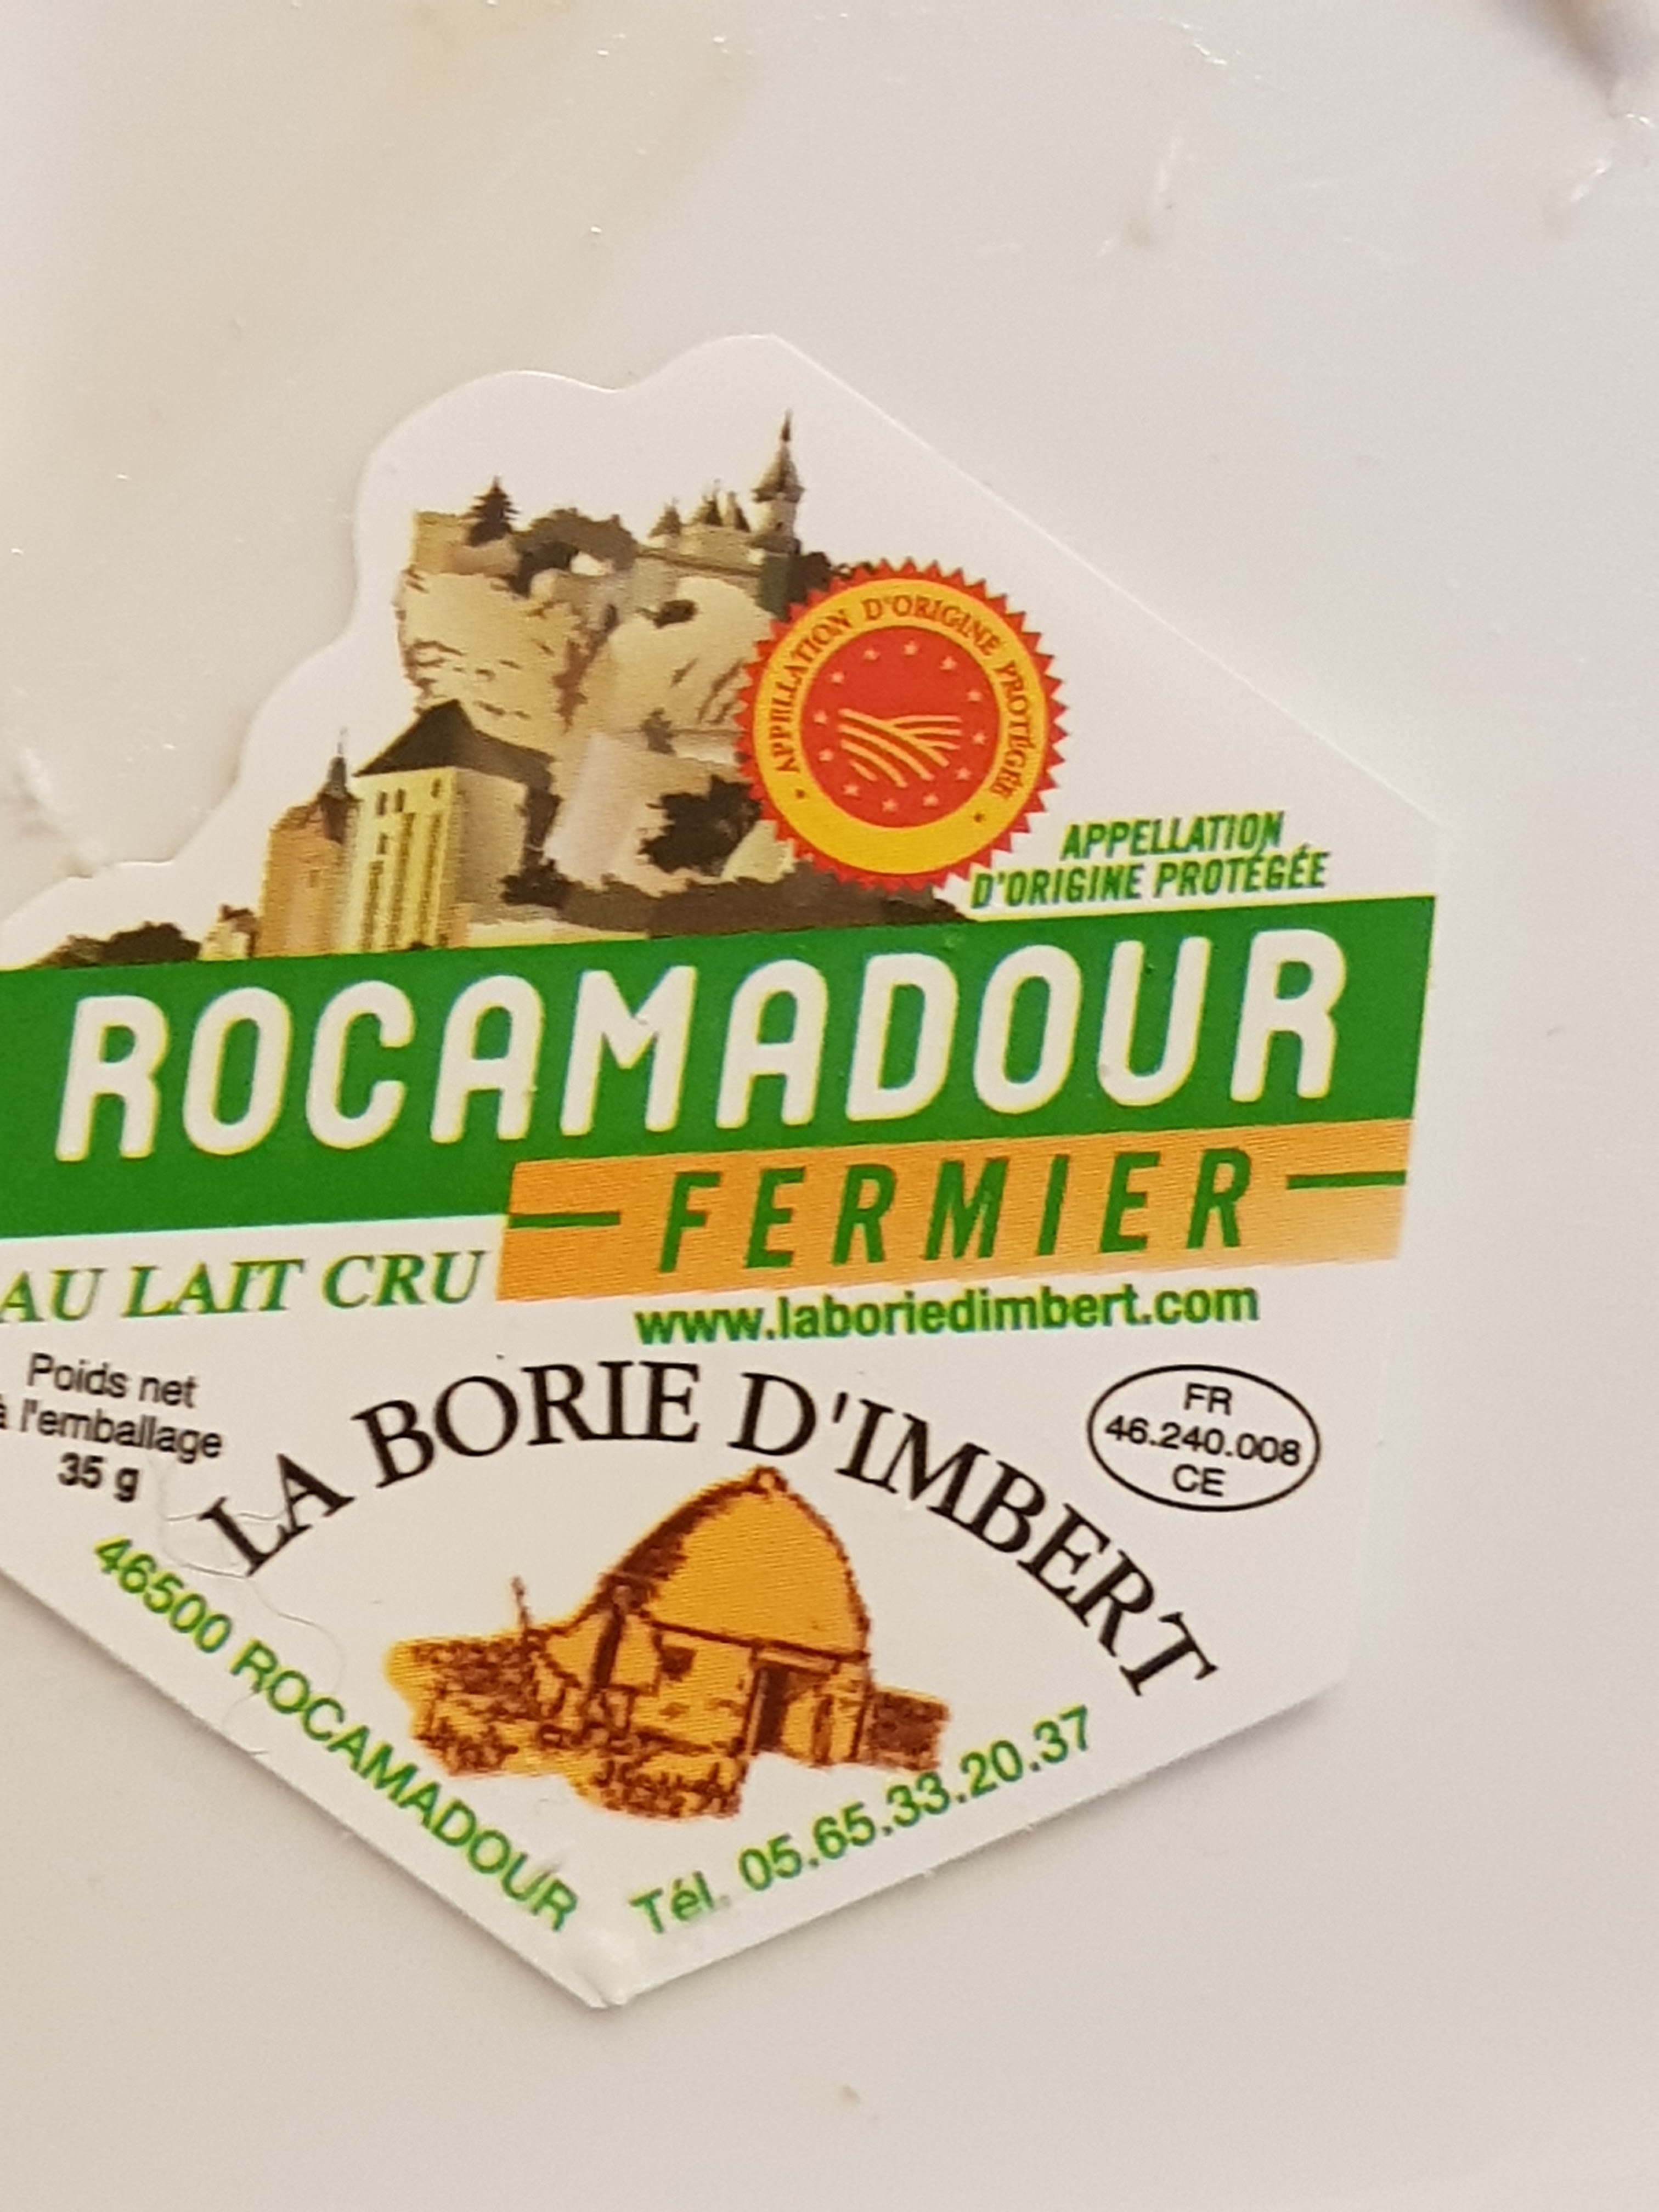 APPELLATION D'ORIGINE PROTÉGÉE
APPELLATION
D'ORIGINE PROTÉGÉE
ROCAMADOUR
FERMIER
AU LAIT CRU
www.laboriedimbert.com
Poids net
à l'emballage
35 g
LA BORIE D'IMBERT
FR
46.240.008
CE
46500 ROCAMADOUR
Tél. 05.65.33.20.37